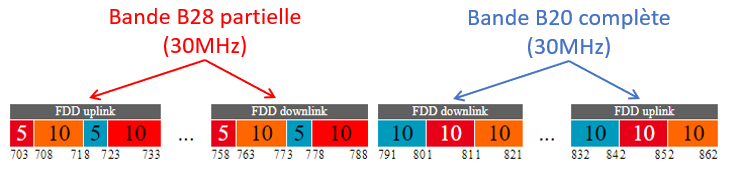 Bande B28 partielle
(30MHz)
Bande B20 complète
(30MHz)
FDD uplink
FDD downlink
FDD downlink
FDD uplink
5 10 5 10 ... 5 10 5 10
10 10 10 ... 10 10 10
703 708 718 723 733 758 763 773 778 788
791 801 811 821 832 842 852 862